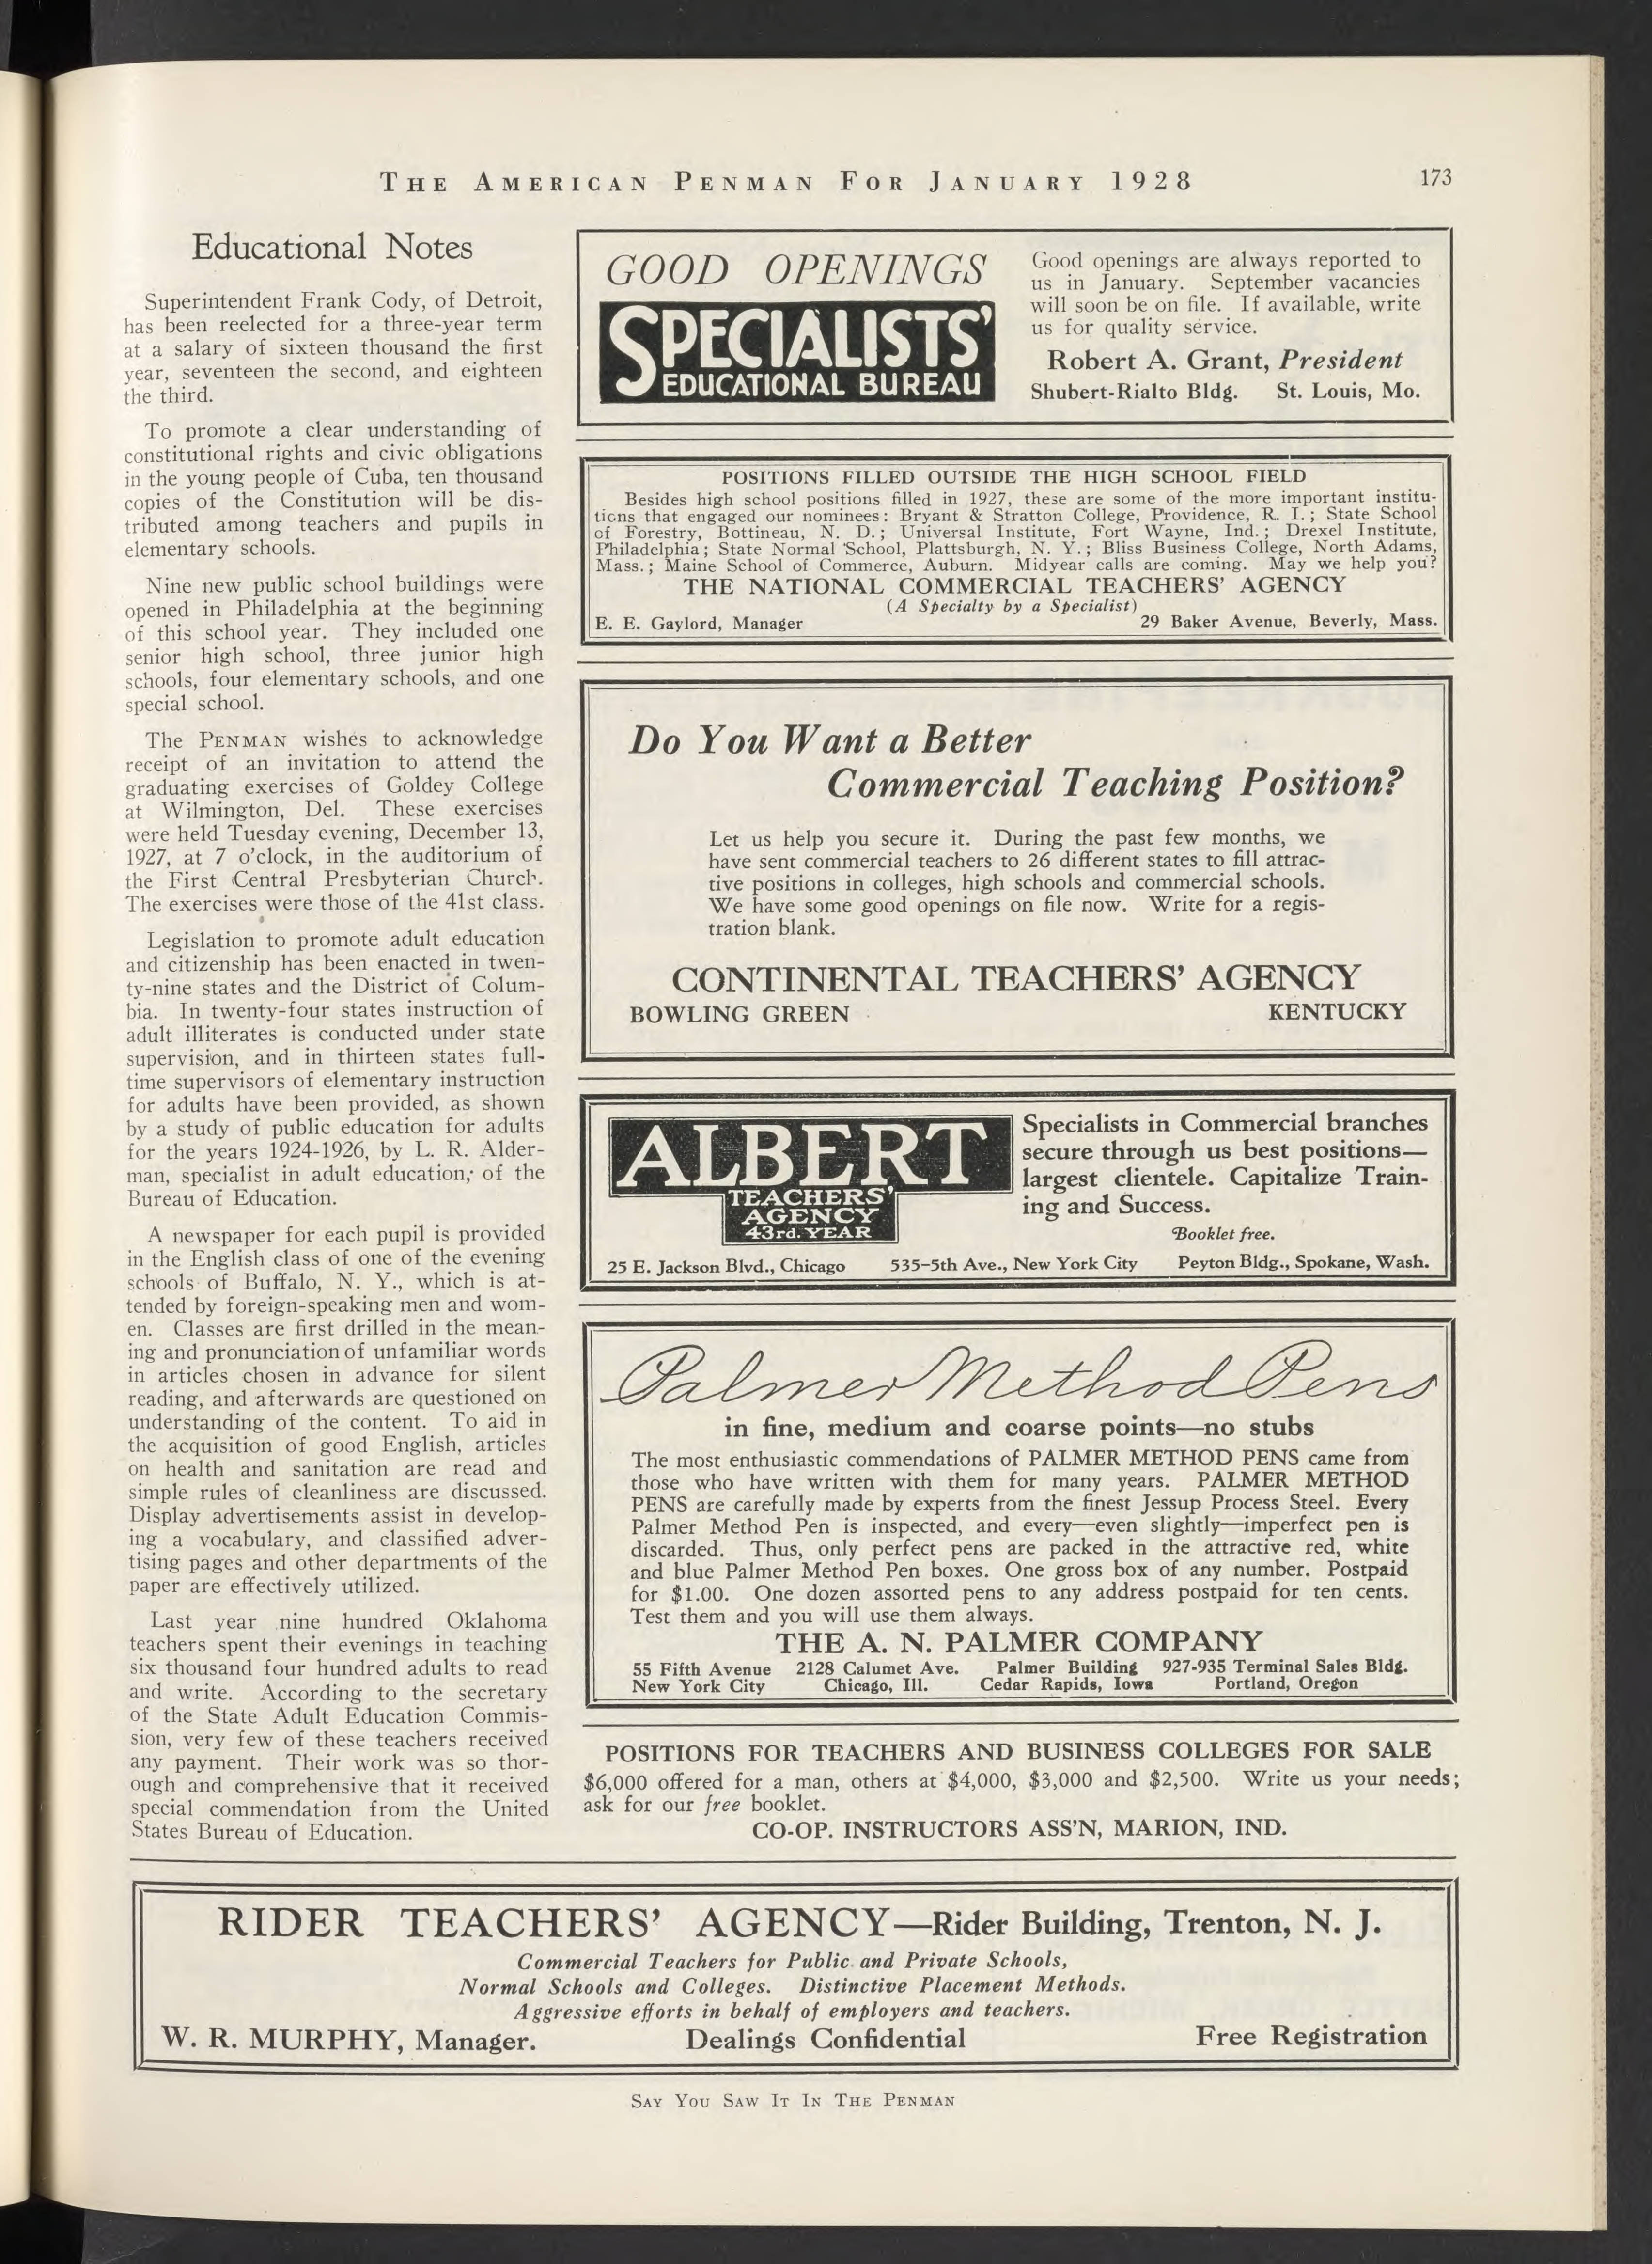 THE AMERICAN PENMAN FOR JANUARY 1928
173
Educational Notes
Superintendent Frank Cody, of Detroit,
has been reelected for a three-year term
at a salary of sixteen thousand the first
year, seventeen the second, and eighteen
the third.
To promote a clear understanding of
constitutional rights and civic obligations
in the young people of Cuba, ten thousand
copies of the Constitution will be dis-
tributed among teachers and pupils in
elementary schools.
Nine new public school buildings were
opened in Philadelphia at the beginning
of this school year. They included one
senior high school, three junior high
schools, four elementary schools, and one
special school.
The PENMAN wishes to acknowledge
receipt of an invitation to attend the
graduating exercises of Goldey College
at Wilmington, Del. These exercises
were held Tuesday evening, December 13,
1927, at 7 o'clock, in the auditorium of
the First Central Presbyterian Church.
The exercises were those of the 41st class.
Legislation to promote adult education
and citizenship has been enacted in twen-
ty-nine states and the District of Colum-
bia. In twenty-four states instruction of
adult illiterates is conducted under state
supervision, and in thirteen states full-
time supervisors of elementary instruction
for adults have been provided, as shown
by a study of public education for adults
for the years 1924-1926, by L. R. Alder-
man, specialist in adult education, of the
Bureau of Education.
A newspaper for each pupil is provided
in the English class of one of the evening
schools of Buffalo, N. Y., which is at-
tended by foreign-speaking men and wom-
en. Classes are first drilled in the mean-
ing and pronunciation of unfamiliar words
in articles chosen in advance for silent
reading, and afterwards are questioned on
understanding of the content. To aid in
the acquisition of good English, articles
on health and sanitation are read and
simple rules of cleanliness are discussed.
Display advertisements assist in develop-
ing a vocabulary, and classified adver-
tising pages and other departments of the
paper are effectively utilized.
Last year nine hundred Oklahoma
teachers spent their evenings in teaching
six thousand four hundred adults to read
and write. According to the secretary
of the State Adult Education Commis-
sion, very few of these teachers received
any payment. Their work was so thor-
ough and comprehensive that it received
special commendation from the United
States Bureau of Education.
GOOD OPENINGS
SPECIALISTS'
EDUCATIONAL BUREAU
Good openings are always reported to
us in January. September vacancies
will soon be on file. If available, write
us for quality service.
Robert A. Grant, President
Shubert-Rialto Bldg. St. Louis, Mo.
POSITIONS FILLED OUTSIDE THE HIGH SCHOOL FIELD
Besides high school positions filled in 1927, these are some of the more important institu-
tions that engaged our nominees: Bryant & Stratton College, Providence, R. I.; State School
of Forestry, Bottineau, N. D.; Universal Institute, Fort Wayne, Ind.; Drexel Institute,
Philadelphia; State Normal School, Plattsburgh, N. Y.; Bliss Business College, North Adams,
Mass.; Maine School of Commerce, Auburn. Midyear calls are coming. May we help you?
THE NATIONAL COMMERCIAL TEACHERS' AGENCY
(A Specialty by a Specialist)
E. E. Gaylord, Manager 29 Baker Avenue, Beverly, Mass.
Do You Want a Better
Commercial Teaching Position?
Let us help you secure it. During the past few months, we
have sent commercial teachers to 26 different states to fill attrac-
tive positions in colleges, high schools and commercial schools.
We have some good openings on file now. Write for a regis-
tration blank.
CONTINENTAL TEACHERS' AGENCY
BOWLING GREEN KENTUCKY
ALBERT
TEACHERS'
AGENCY
43rd. YEAR
Specialists in Commercial branches
secure through us best positions—
largest clientele. Capitalize Train-
ing and Success.
Booklet free.
25 E. Jackson Blvd., Chicago 535-5th Ave., New York City Peyton Bldg., Spokane, Wash.
Palmer Method Pens
in fine, medium and coarse points—no stubs
The most enthusiastic commendations of PALMER METHOD PENS came from
those who have written with them for many years. PALMER METHOD
PENS are carefully made by experts from the finest Jessup Process Steel. Every
Palmer Method Pen is inspected, and every—even slightly—imperfect pen is
discarded. Thus, only perfect pens are packed in the attractive red, white
and blue Palmer Method Pen boxes. One gross box of any number. Postpaid
for $1.00. One dozen assorted pens to any address postpaid for ten cents.
Test them and you will use them always.
THE A. N. PALMER COMPANY
55 Fifth Avenue 2128 Calumet Ave. Palmer Building 927-935 Terminal Sales Bldg.
New York City Chicago, Ill. Cedar Rapids, Iowa Portland, Oregon
POSITIONS FOR TEACHERS AND BUSINESS COLLEGES FOR SALE
$6,000 offered for a man, others at $4,000, $3,000 and $2,500. Write us your needs;
ask for our free booklet.
CO-OP. INSTRUCTORS ASS'N, MARION, IND.
RIDER TEACHERS' AGENCY—Rider Building, Trenton, N. J.
Commercial Teachers for Public and Private Schools,
Normal Schools and Colleges. Distinctive Placement Methods.
Aggressive efforts in behalf of employers and teachers.
W. R. MURPHY, Manager. Dealings Confidential Free Registration
SAY YOU SAW IT IN THE PENMAN